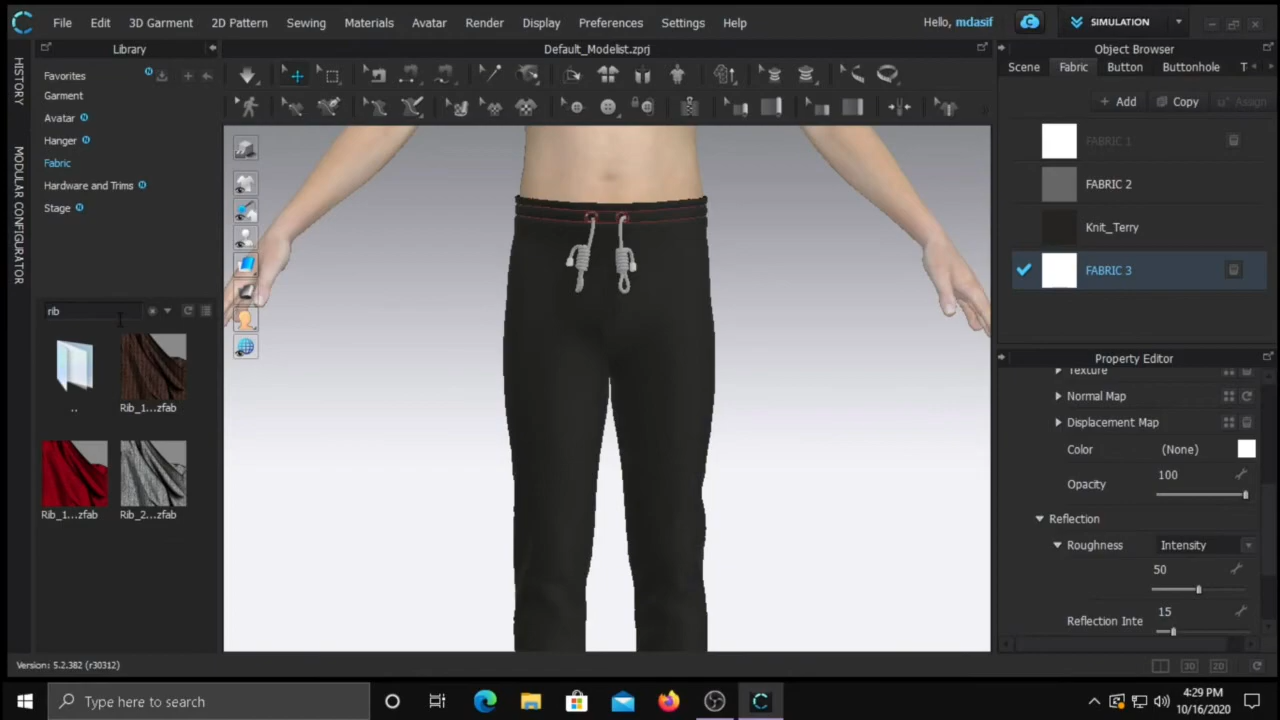 File Edit 3D Garment 2D Pattern Sewing Materials Avatar Render Display Preferences Settings Help Hello, mdasif SIMULATION
Library Default_Modelist.zprj Object Browser
HISTORY
MODULAR CONFIGURATOR
Favorites
Garment
Avatar
Hanger
Fabric
Hardware and Trims
Stage
rib
..
Rib_1...zfab
Rib_1...zfab
Rib_2...zfab
Scene Fabric Button Buttonhole T
Add Copy Assign
FABRIC 1
FABRIC 2
Knit_Terry
FABRIC 3
Property Editor
Texture
Normal Map
Displacement Map
Color (None)
Opacity 100
Reflection
Roughness Intensity
50
Reflection Inte 15
Version: 5.2.382 (r30312)
3D 2D
Type here to search
4:29 PM
10/16/2020